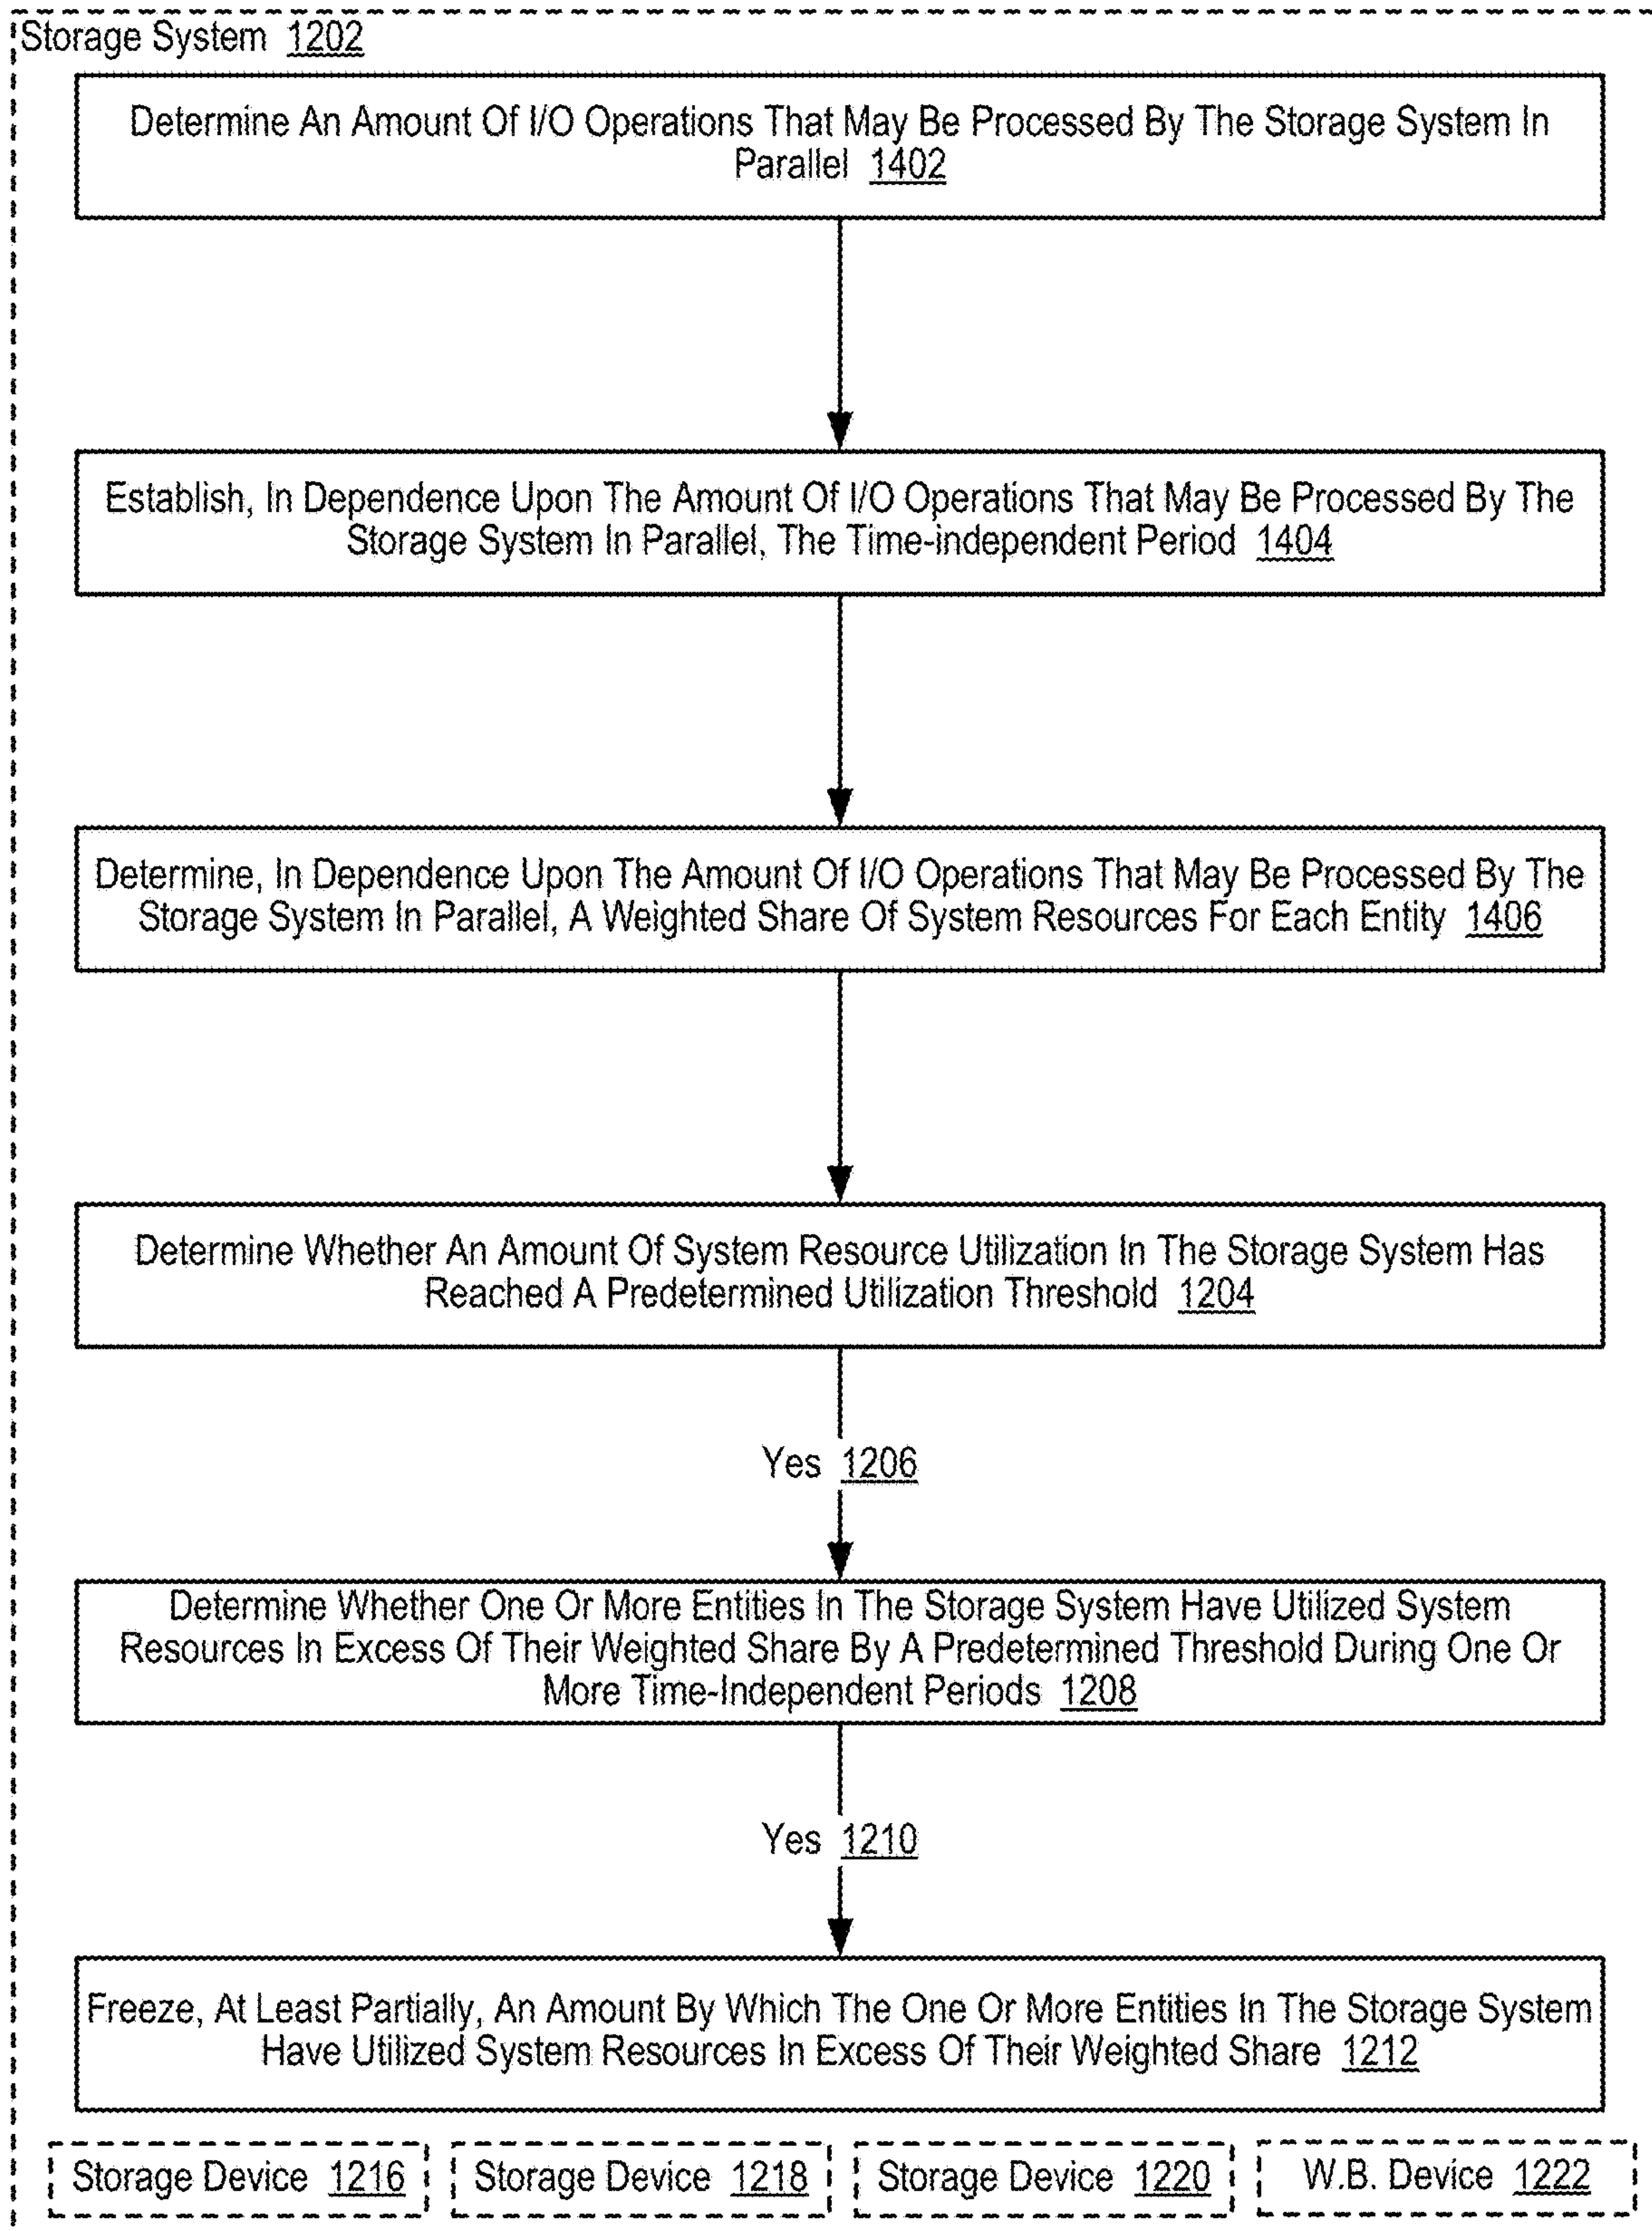 Storage System 1202
Determine An Amount Of I/O Operations That May Be Processed By The Storage System In
Parallel 1402
Establish, In Dependence Upon The Amount Of I/O Operations That May Be Processed By The
Storage System In Parallel, The Time-independent Period 1404
Determine, In Dependence Upon The Amount Of I/O Operations That May Be Processed By The
Storage System In Parallel, A Weighted Share Of System Resources For Each Entity 1406
Determine Whether An Amount Of System Resource Utilization In The Storage System Has
Reached A Predetermined Utilization Threshold 1204
Yes 1206
Determine Whether One Or More Entities In The Storage System Have Utilized System
Resources In Excess Of Their Weighted Share By A Predetermined Threshold During One Or
More Time-Independent Periods 1208
Yes 1210
Freeze, At Least Partially, An Amount By Which The One Or More Entities In The Storage System
Have Utilized System Resources In Excess Of Their Weighted Share 1212
Storage Device 1216
Storage Device 1218
Storage Device 1220
W.B. Device 1222